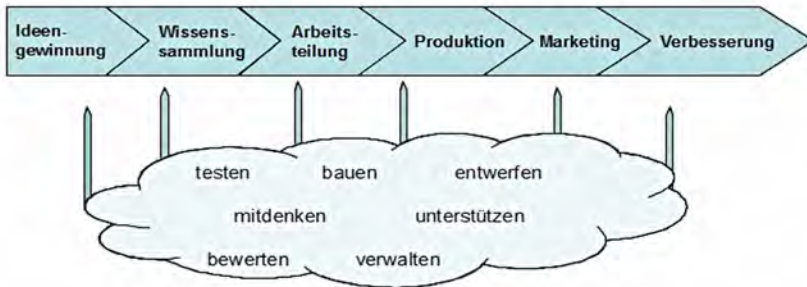 Ideen-
gewinnung
Wissens-
sammlung
Arbeits-
teilung
Produktion
Marketing
Verbesserung
testen
bauen
entwerfen
mitdenken
unterstützen
bewerten
verwalten